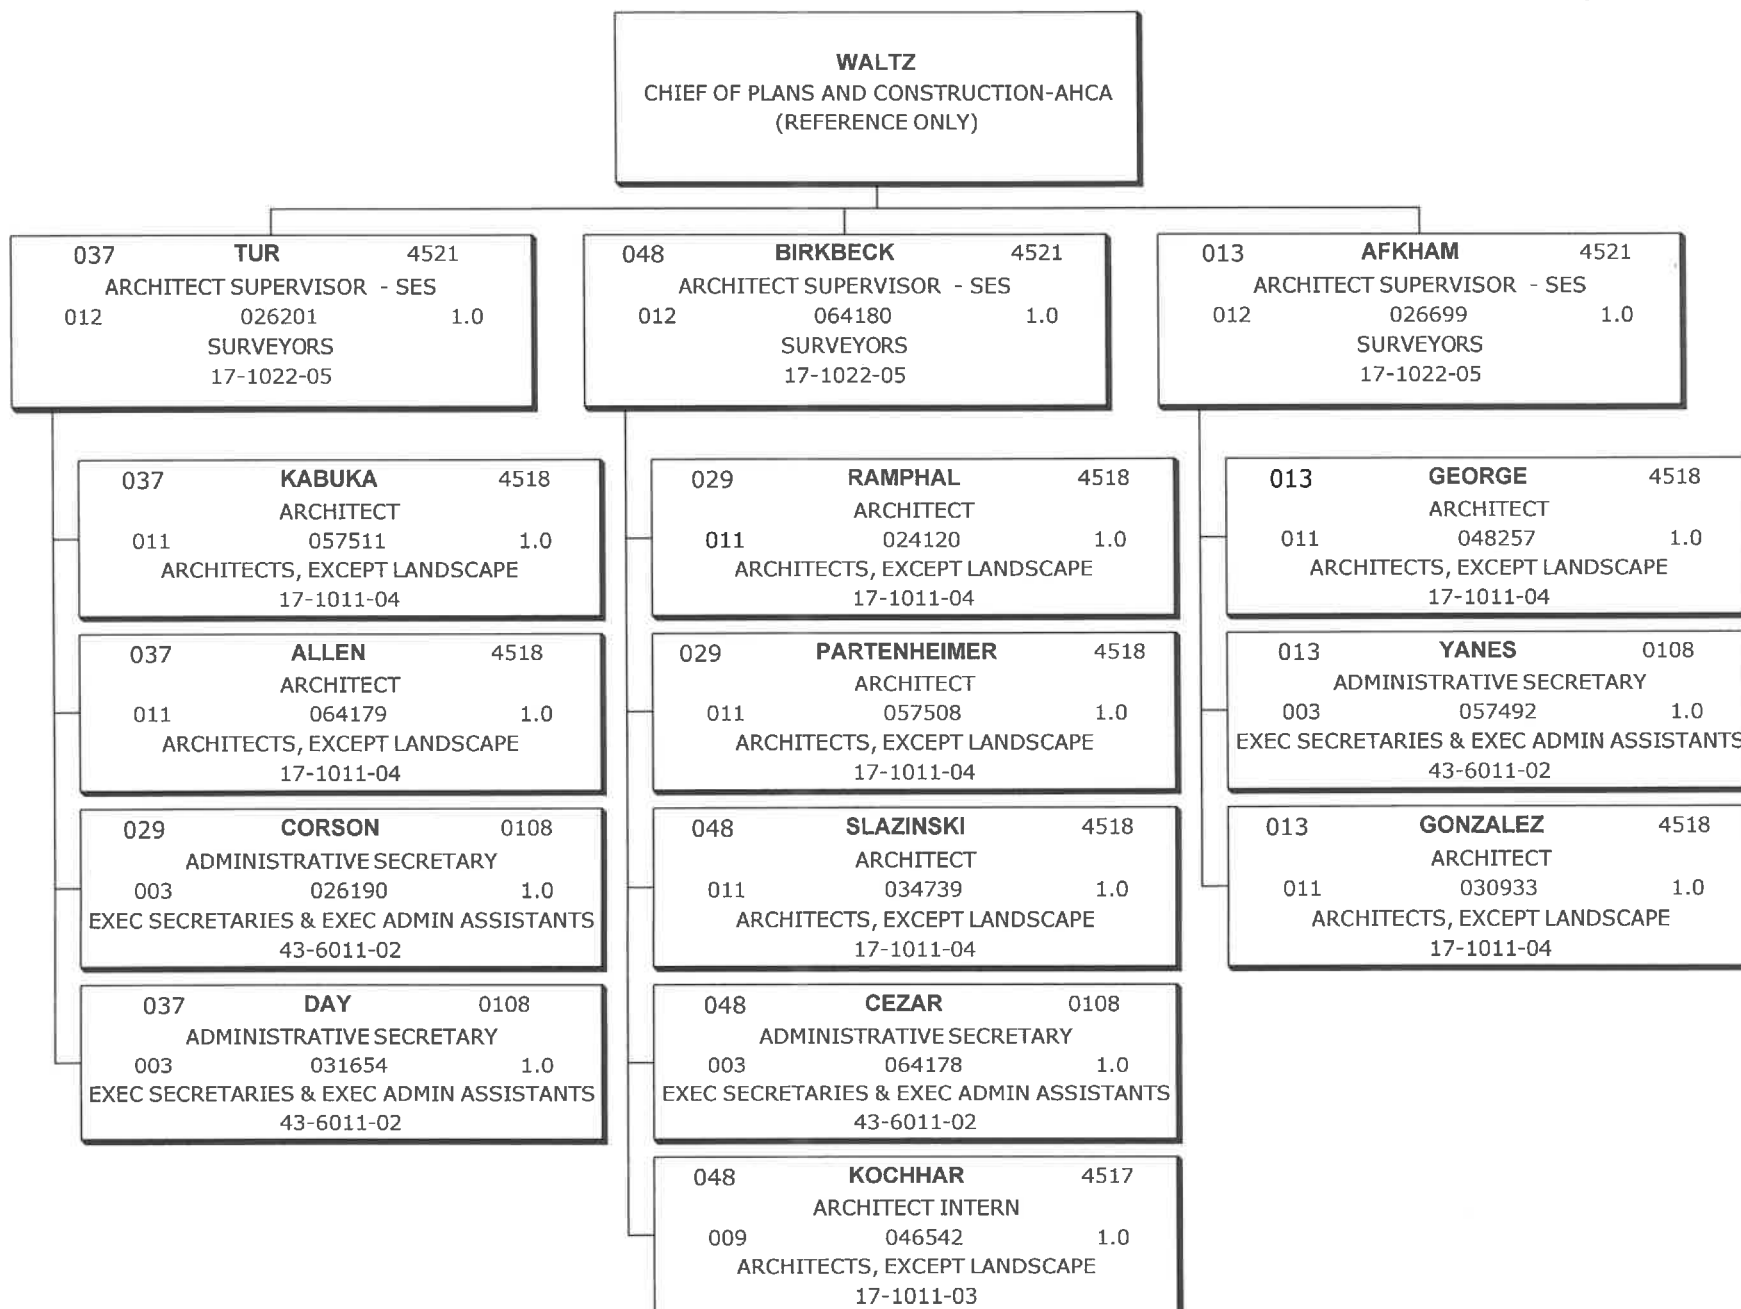 WALTZ
CHIEF OF PLANS AND CONSTRUCTION-AHCA
(REFERENCE ONLY)
037 TUR 4521
ARCHITECT SUPERVISOR - SES
012 026201 1.0
SURVEYORS
17-1022-05
048 BIRKBECK 4521
ARCHITECT SUPERVISOR - SES
012 064180 1.0
SURVEYORS
17-1022-05
013 AFKHAM 4521
ARCHITECT SUPERVISOR - SES
012 026699 1.0
SURVEYORS
17-1022-05
037 KABUKA 4518
ARCHITECT
011 057511 1.0
ARCHITECTS, EXCEPT LANDSCAPE
17-1011-04
037 ALLEN 4518
ARCHITECT
011 064179 1.0
ARCHITECTS, EXCEPT LANDSCAPE
17-1011-04
029 CORSON 0108
ADMINISTRATIVE SECRETARY
003 026190 1.0
EXEC SECRETARIES & EXEC ADMIN ASSISTANTS
43-6011-02
037 DAY 0108
ADMINISTRATIVE SECRETARY
003 031654 1.0
EXEC SECRETARIES & EXEC ADMIN ASSISTANTS
43-6011-02
029 RAMPHAL 4518
ARCHITECT
011 024120 1.0
ARCHITECTS, EXCEPT LANDSCAPE
17-1011-04
029 PARTENHEIMER 4518
ARCHITECT
011 057508 1.0
ARCHITECTS, EXCEPT LANDSCAPE
17-1011-04
048 SLAZINSKI 4518
ARCHITECT
011 034739 1.0
ARCHITECTS, EXCEPT LANDSCAPE
17-1011-04
048 CEZAR 0108
ADMINISTRATIVE SECRETARY
003 064178 1.0
EXEC SECRETARIES & EXEC ADMIN ASSISTANTS
43-6011-02
048 KOCHHAR 4517
ARCHITECT INTERN
009 046542 1.0
ARCHITECTS, EXCEPT LANDSCAPE
17-1011-03
013 GEORGE 4518
ARCHITECT
011 048257 1.0
ARCHITECTS, EXCEPT LANDSCAPE
17-1011-04
013 YANES 0108
ADMINISTRATIVE SECRETARY
003 057492 1.0
EXEC SECRETARIES & EXEC ADMIN ASSISTANTS
43-6011-02
013 GONZALEZ 4518
ARCHITECT
011 030933 1.0
ARCHITECTS, EXCEPT LANDSCAPE
17-1011-04